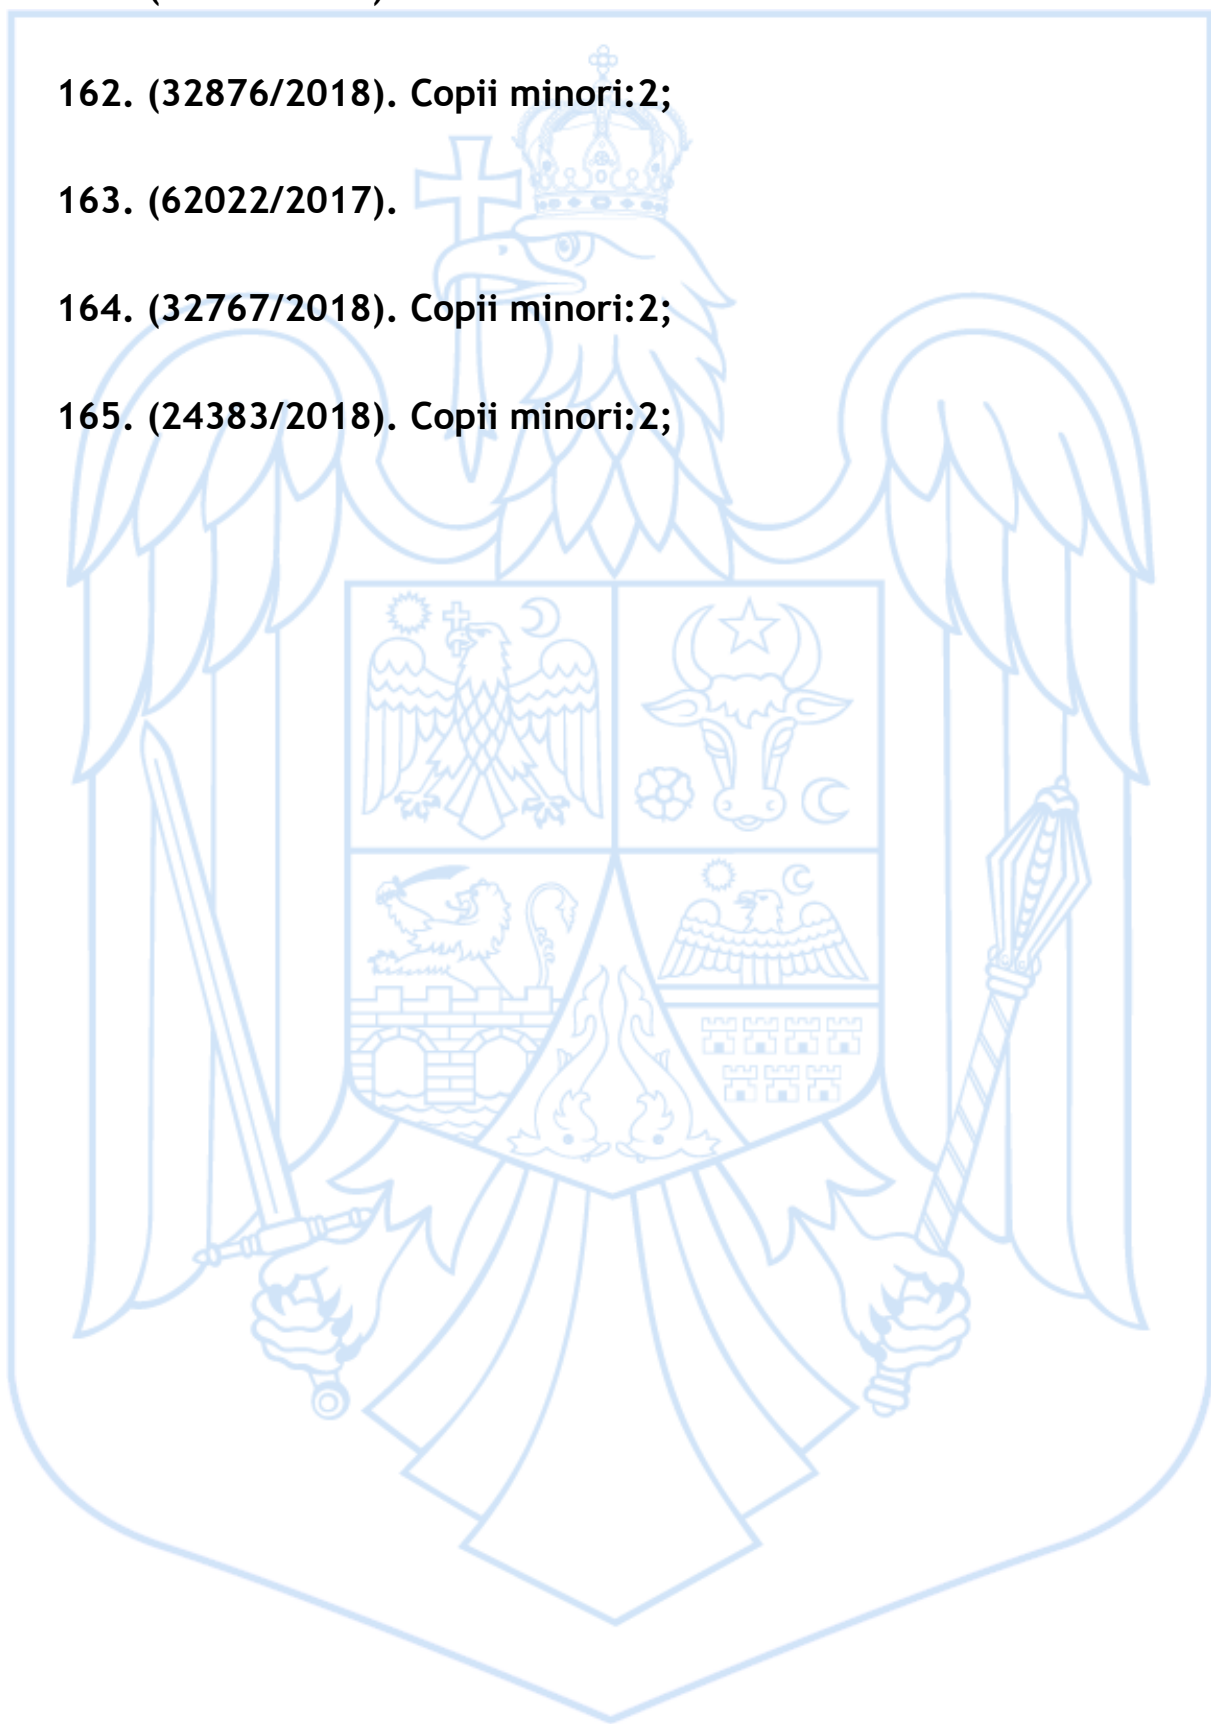 162. (32876/2018). Copii minori:2;
163. (62022/2017).
164. (32767/2018). Copii minori:2;
165. (24383/2018). Copii minori:2;